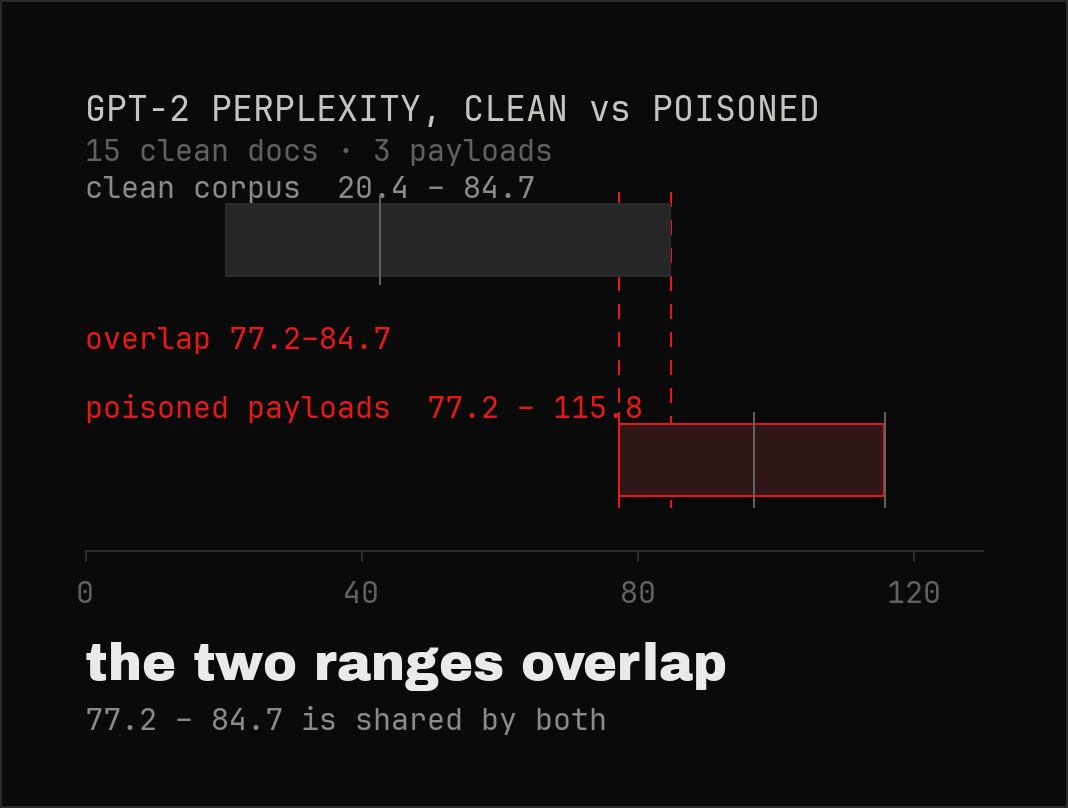 GPT-2 PERPLEXITY, CLEAN vs POISONED
15 clean docs · 3 payloads
clean corpus  20.4 – 84.7
overlap 77.2–84.7
poisoned payloads  77.2 – 115.8
0 40 80 120
the two ranges overlap
77.2 – 84.7 is shared by both